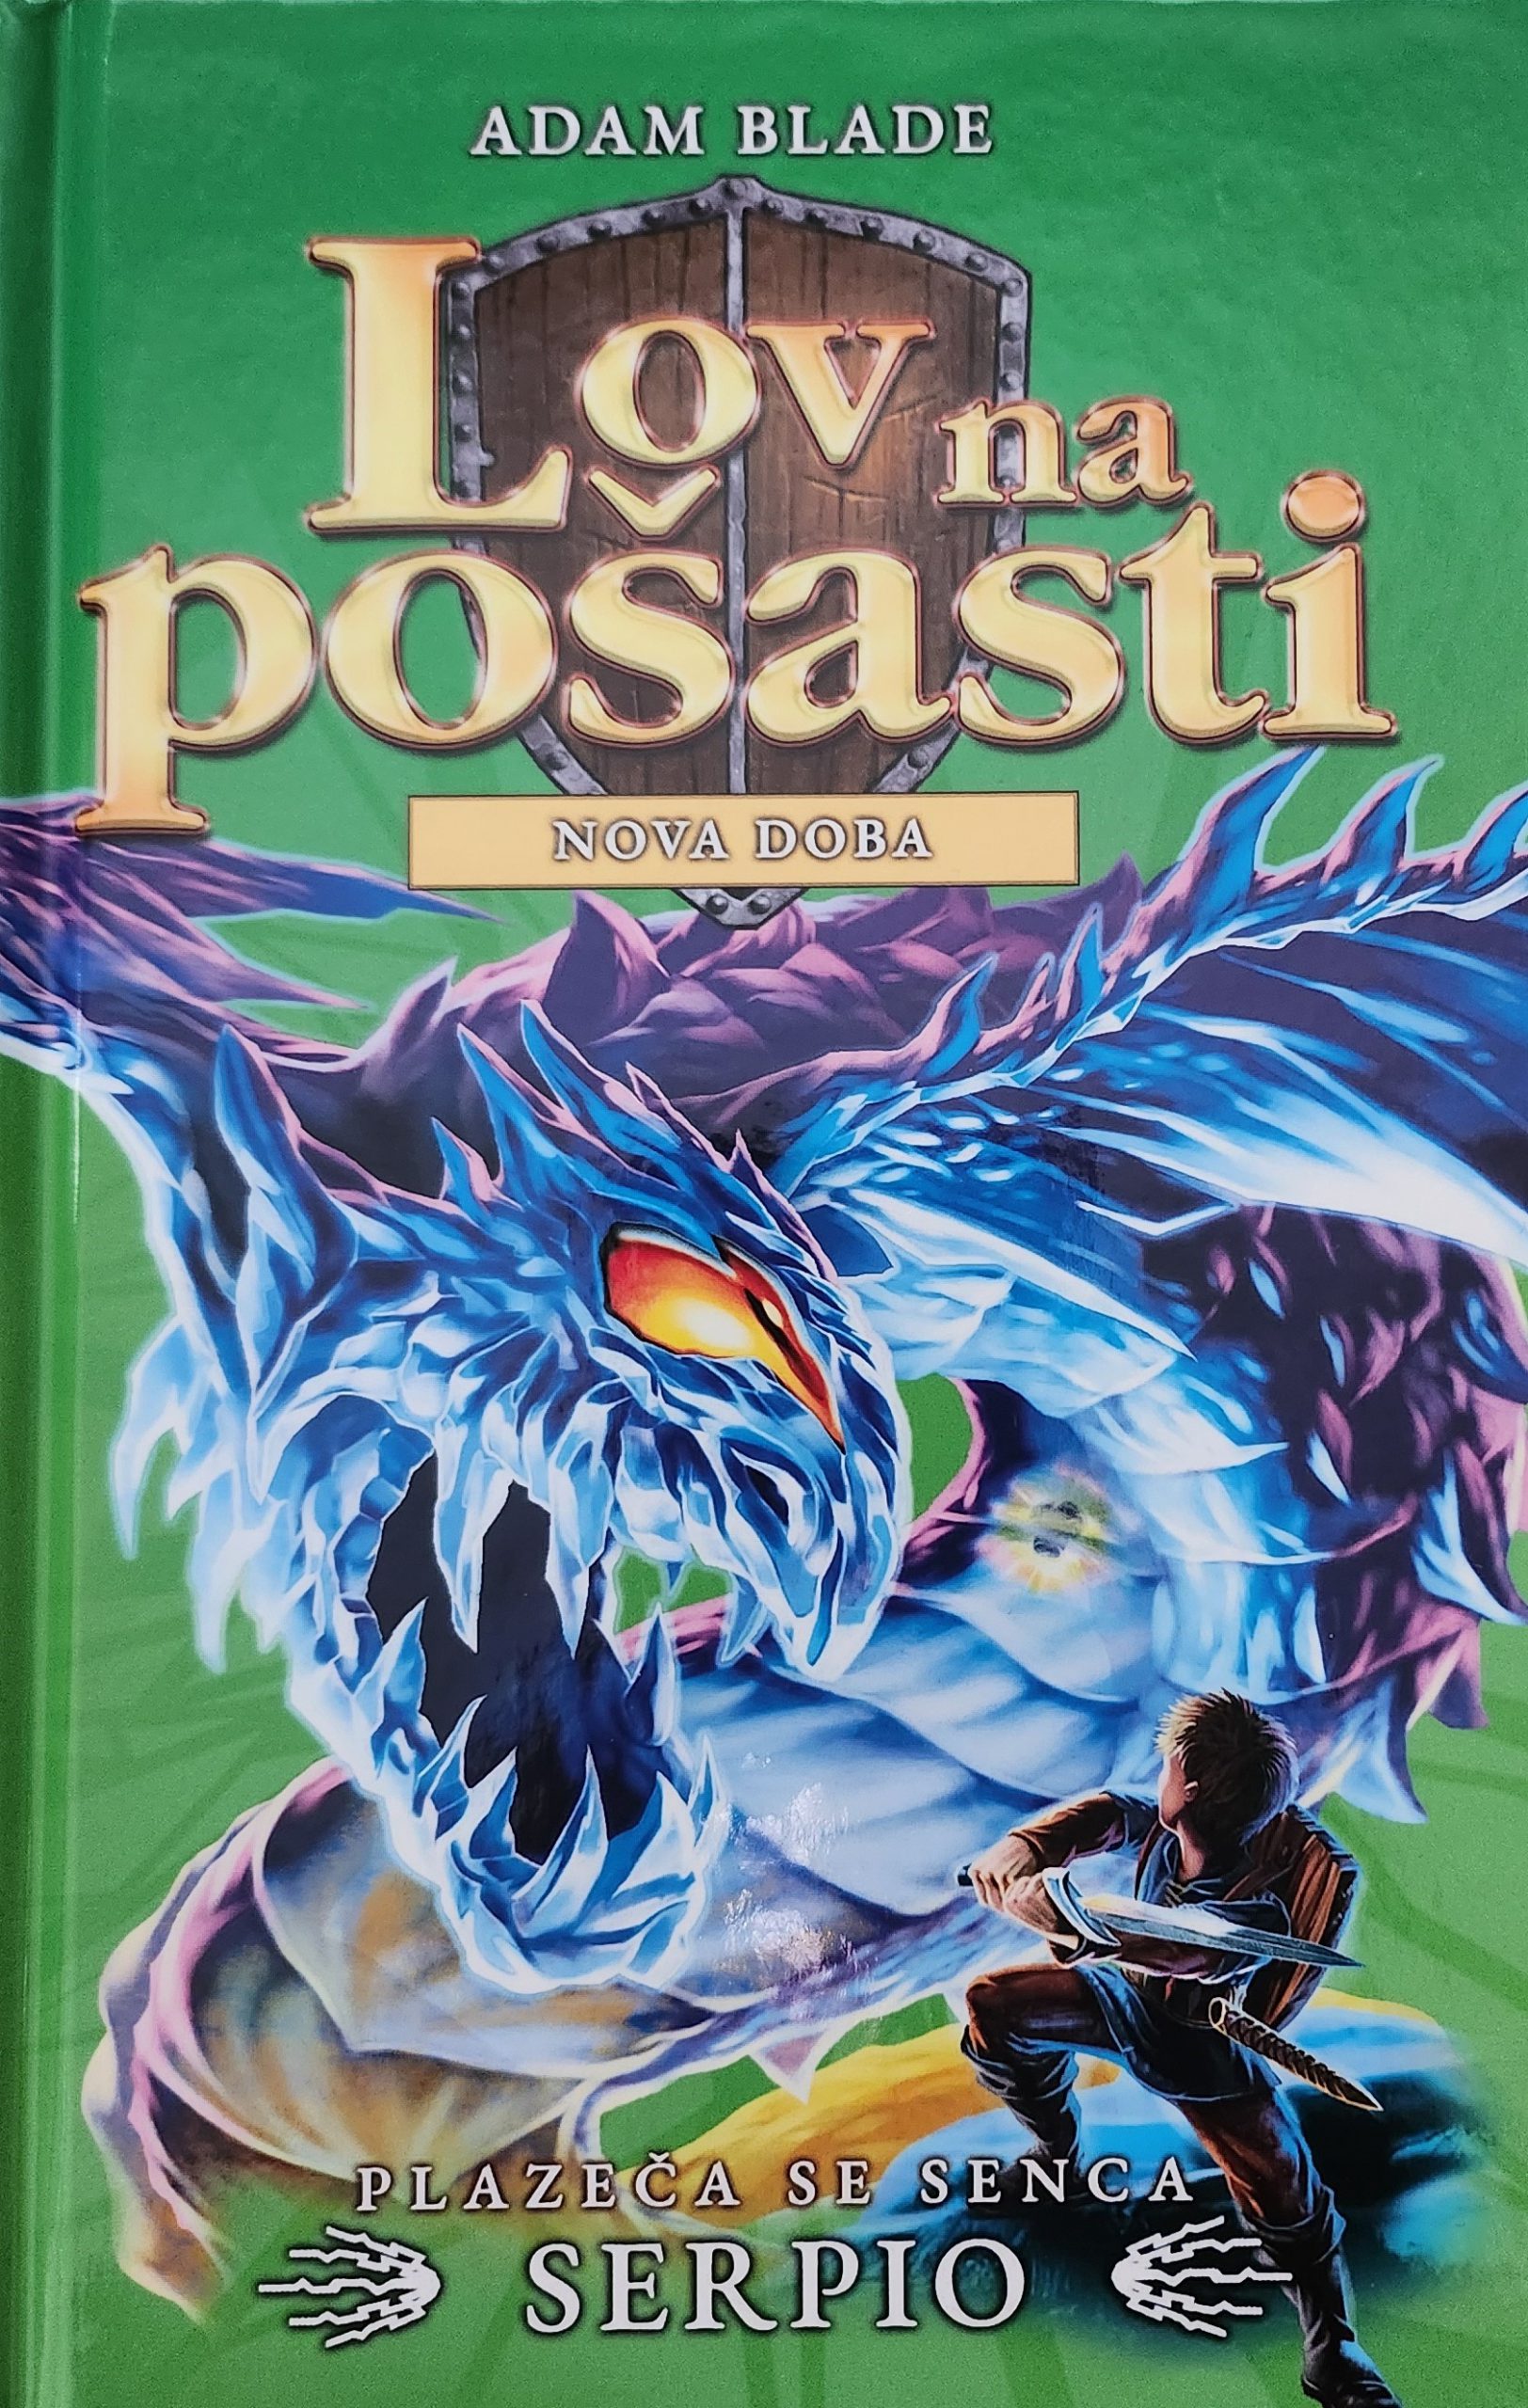 ADAM BLADE
Lov na
pošasti
NOVA DOBA
PLAZEČA SE SENCA
SERPIO